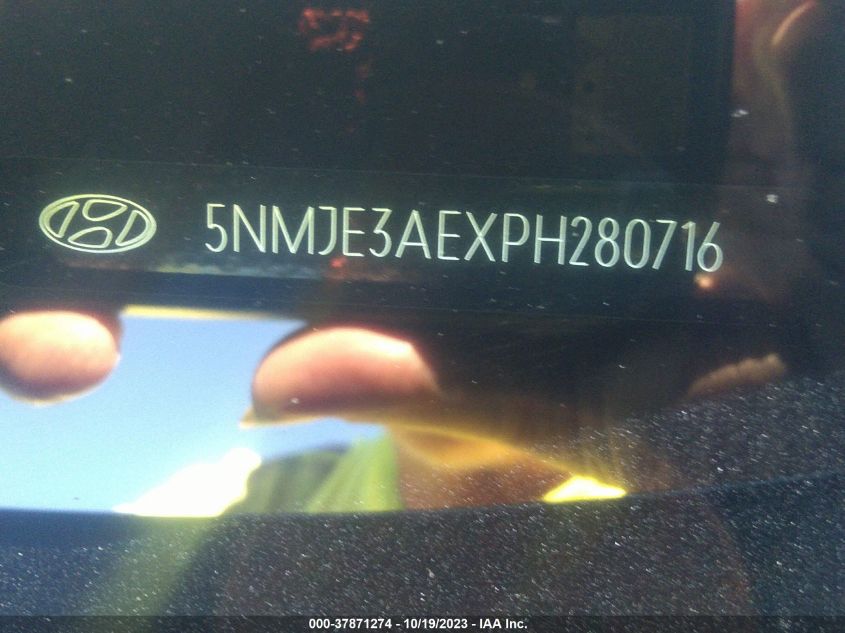 5NMJE3AEXPH280716
000-37871274 - 10/19/2023 - IAA Inc.